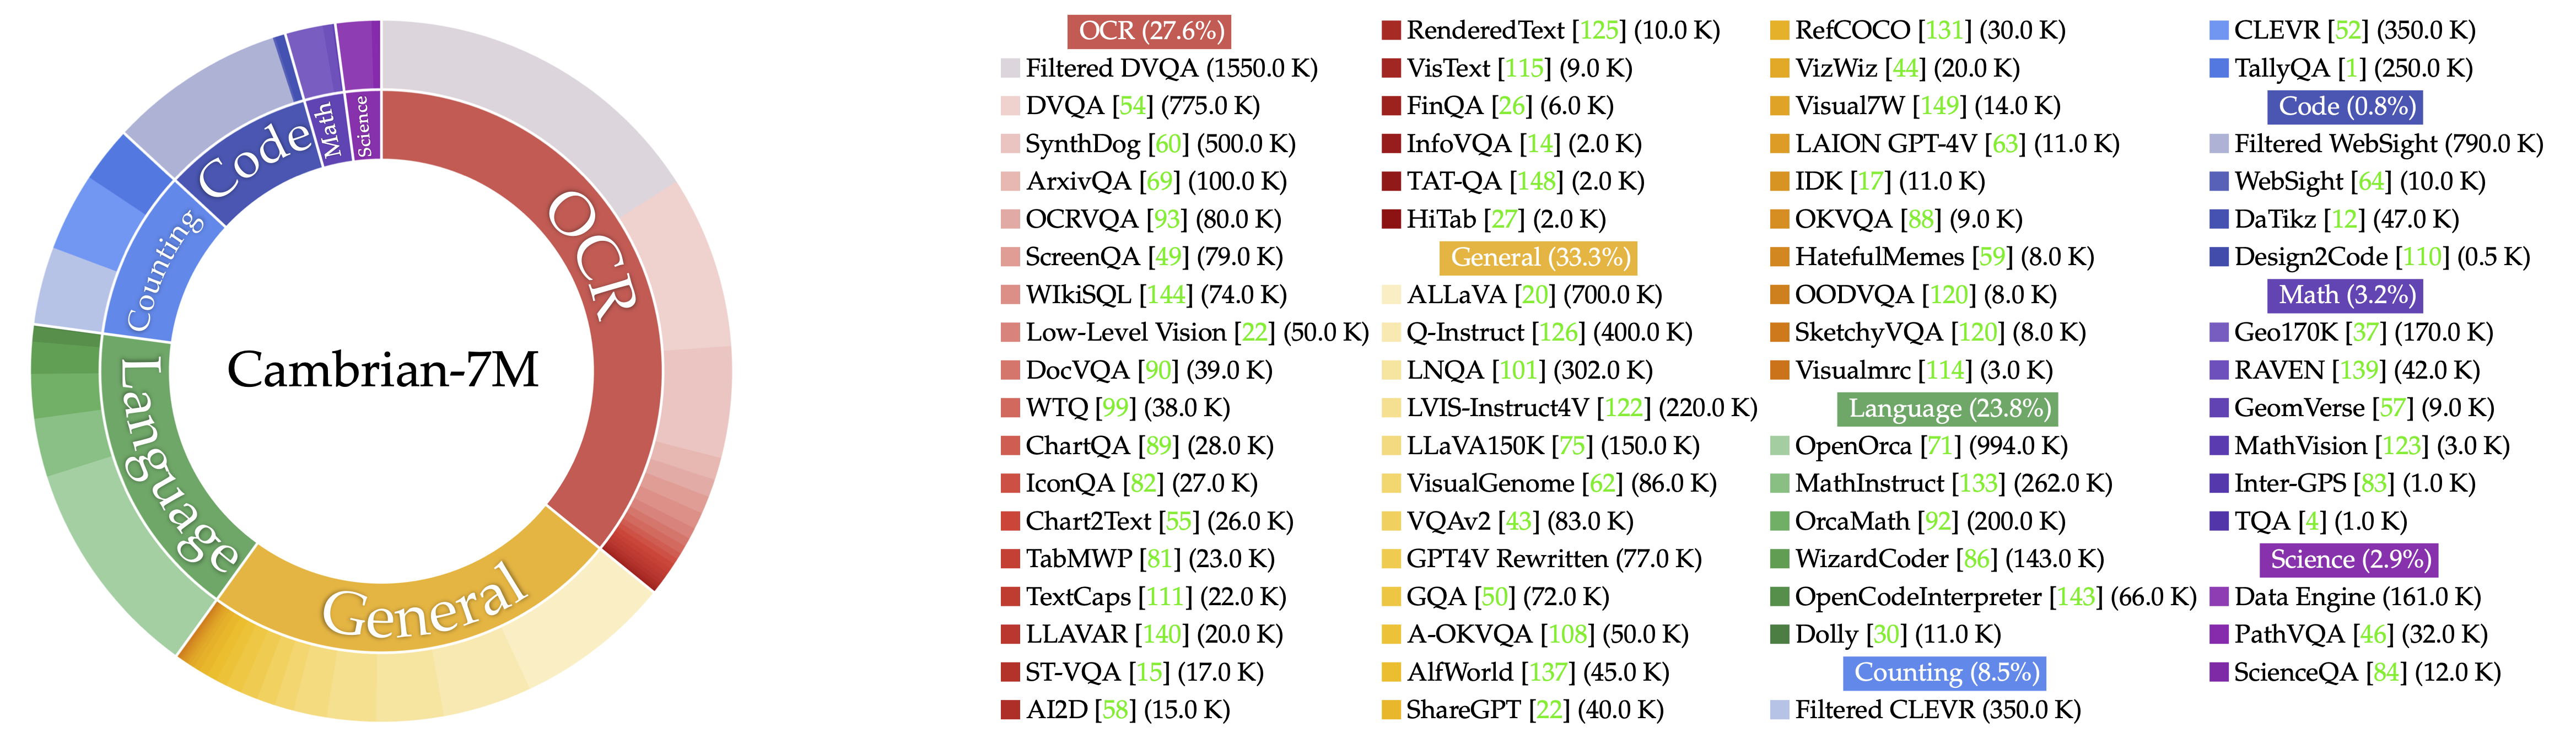 OCR
General
Language
Counting
Code
Math
Science
Cambrian-7M
OCR (27.6%)
Filtered DVQA (1550.0 K)
DVQA [54] (775.0 K)
SynthDog [60] (500.0 K)
ArxivQA [69] (100.0 K)
OCRVQA [93] (80.0 K)
ScreenQA [49] (79.0 K)
WIkiSQL [144] (74.0 K)
Low-Level Vision [22] (50.0 K)
DocVQA [90] (39.0 K)
WTQ [99] (38.0 K)
ChartQA [89] (28.0 K)
IconQA [82] (27.0 K)
Chart2Text [55] (26.0 K)
TabMWP [81] (23.0 K)
TextCaps [111] (22.0 K)
LLAVAR [140] (20.0 K)
ST-VQA [15] (17.0 K)
AI2D [58] (15.0 K)
RenderedText [125] (10.0 K)
VisText [115] (9.0 K)
FinQA [26] (6.0 K)
InfoVQA [14] (2.0 K)
TAT-QA [148] (2.0 K)
HiTab [27] (2.0 K)
General (33.3%)
ALLaVA [20] (700.0 K)
Q-Instruct [126] (400.0 K)
LNQA [101] (302.0 K)
LVIS-Instruct4V [122] (220.0 K)
LLaVA150K [75] (150.0 K)
VisualGenome [62] (86.0 K)
VQAv2 [43] (83.0 K)
GPT4V Rewritten (77.0 K)
GQA [50] (72.0 K)
A-OKVQA [108] (50.0 K)
AlfWorld [137] (45.0 K)
ShareGPT [22] (40.0 K)
RefCOCO [131] (30.0 K)
VizWiz [44] (20.0 K)
Visual7W [149] (14.0 K)
LAION GPT-4V [63] (11.0 K)
IDK [17] (11.0 K)
OKVQA [88] (9.0 K)
HatefulMemes [59] (8.0 K)
OODVQA [120] (8.0 K)
SketchyVQA [120] (8.0 K)
Visualmrc [114] (3.0 K)
Language (23.8%)
OpenOrca [71] (994.0 K)
MathInstruct [133] (262.0 K)
OrcaMath [92] (200.0 K)
WizardCoder [86] (143.0 K)
OpenCodeInterpreter [143] (66.0 K)
Dolly [30] (11.0 K)
Counting (8.5%)
Filtered CLEVR (350.0 K)
CLEVR [52] (350.0 K)
TallyQA [1] (250.0 K)
Code (0.8%)
Filtered WebSight (790.0 K)
WebSight [64] (10.0 K)
DaTikz [12] (47.0 K)
Design2Code [110] (0.5 K)
Math (3.2%)
Geo170K [37] (170.0 K)
RAVEN [139] (42.0 K)
GeomVerse [57] (9.0 K)
MathVision [123] (3.0 K)
Inter-GPS [83] (1.0 K)
TQA [4] (1.0 K)
Science (2.9%)
Data Engine (161.0 K)
PathVQA [46] (32.0 K)
ScienceQA [84] (12.0 K)